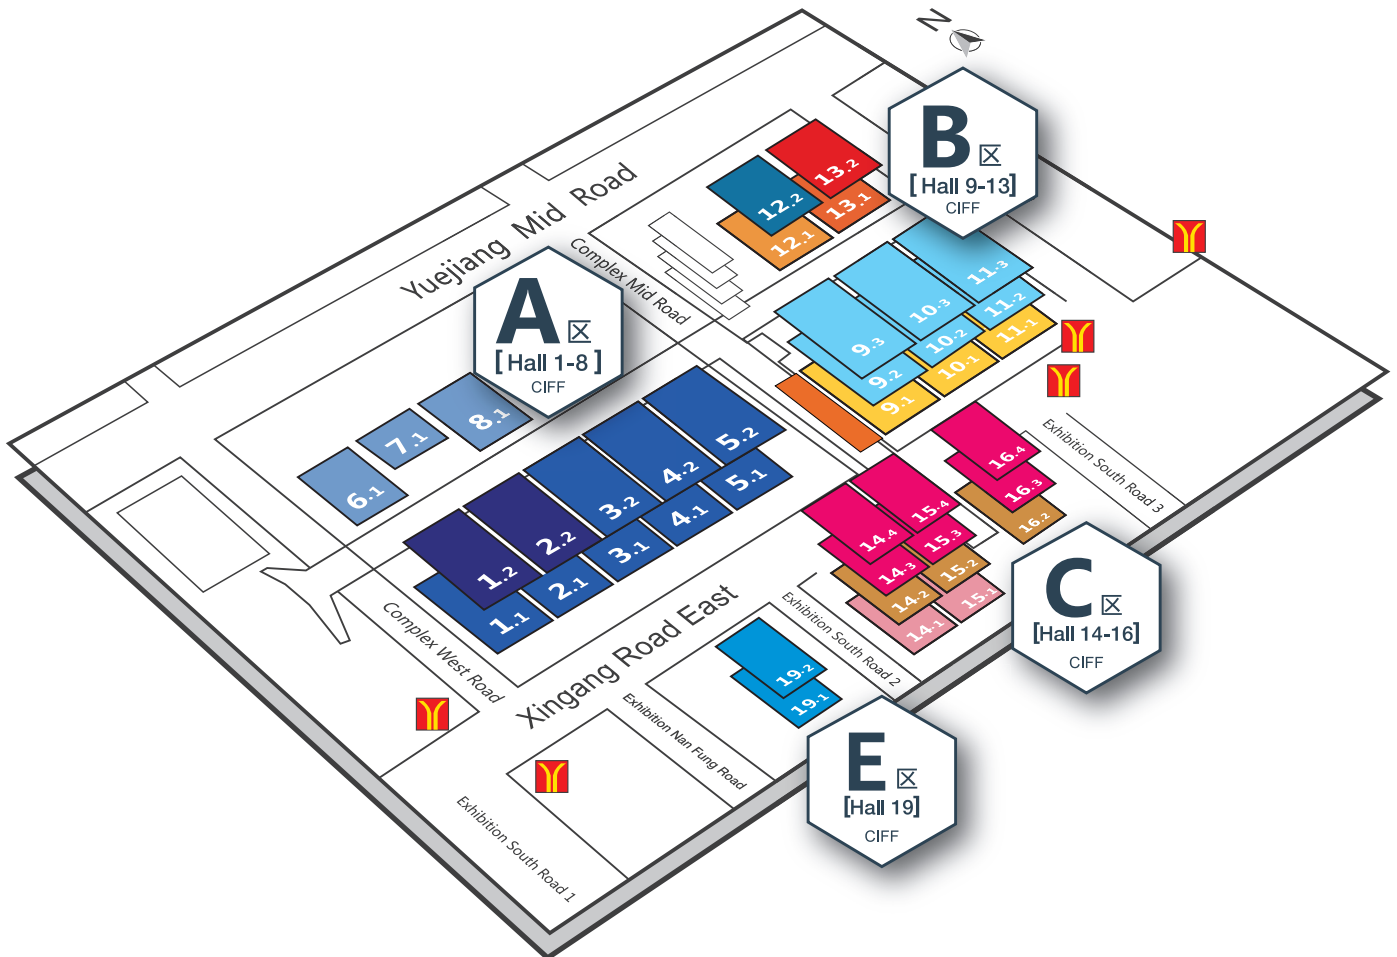 N
B区
[Hall 9-13]
CIFF
Yuejiang Mid Road
Complex Mid Road
A区
[Hall 1-8]
CIFF
13.2
13.1
12.2
12.1
11.3
11.2
11.1
10.3
10.2
10.1
9.3
9.2
9.1
8.1
7.1
6.1
5.2
5.1
4.2
4.1
3.2
3.1
2.2
2.1
1.2
1.1
16.4
16.3
16.2
15.4
15.3
15.2
15.1
14.4
14.3
14.2
14.1
Exhibition South Road 3
C区
[Hall 14-16]
CIFF
Complex West Road
Xingang Road East
Exhibition South Road 2
19.2
19.1
Exhibition Nan Fung Road
E区
[Hall 19]
CIFF
Exhibition South Road 1